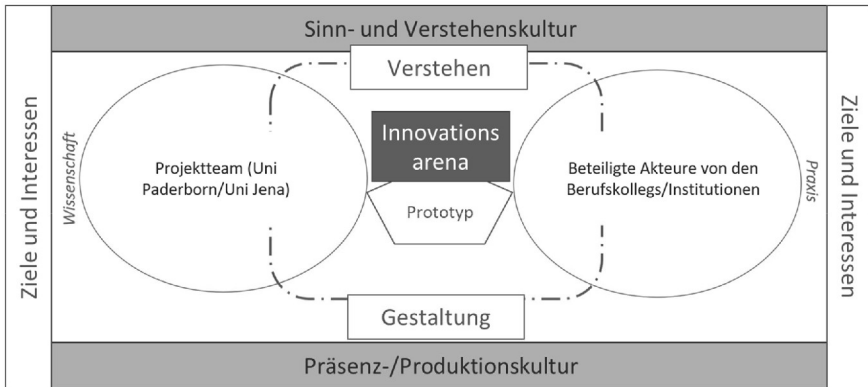 Sinn- und Verstehenskultur
Verstehen
Ziele und Interessen
Wissenschaft
Projektteam (Uni
Paderborn/Uni Jena)
Innovations
arena
Prototyp
Beteiligte Akteure von den
Berufskollegs/Institutionen
Praxis
Ziele und Interessen
Gestaltung
Präsenz-/Produktionskultur